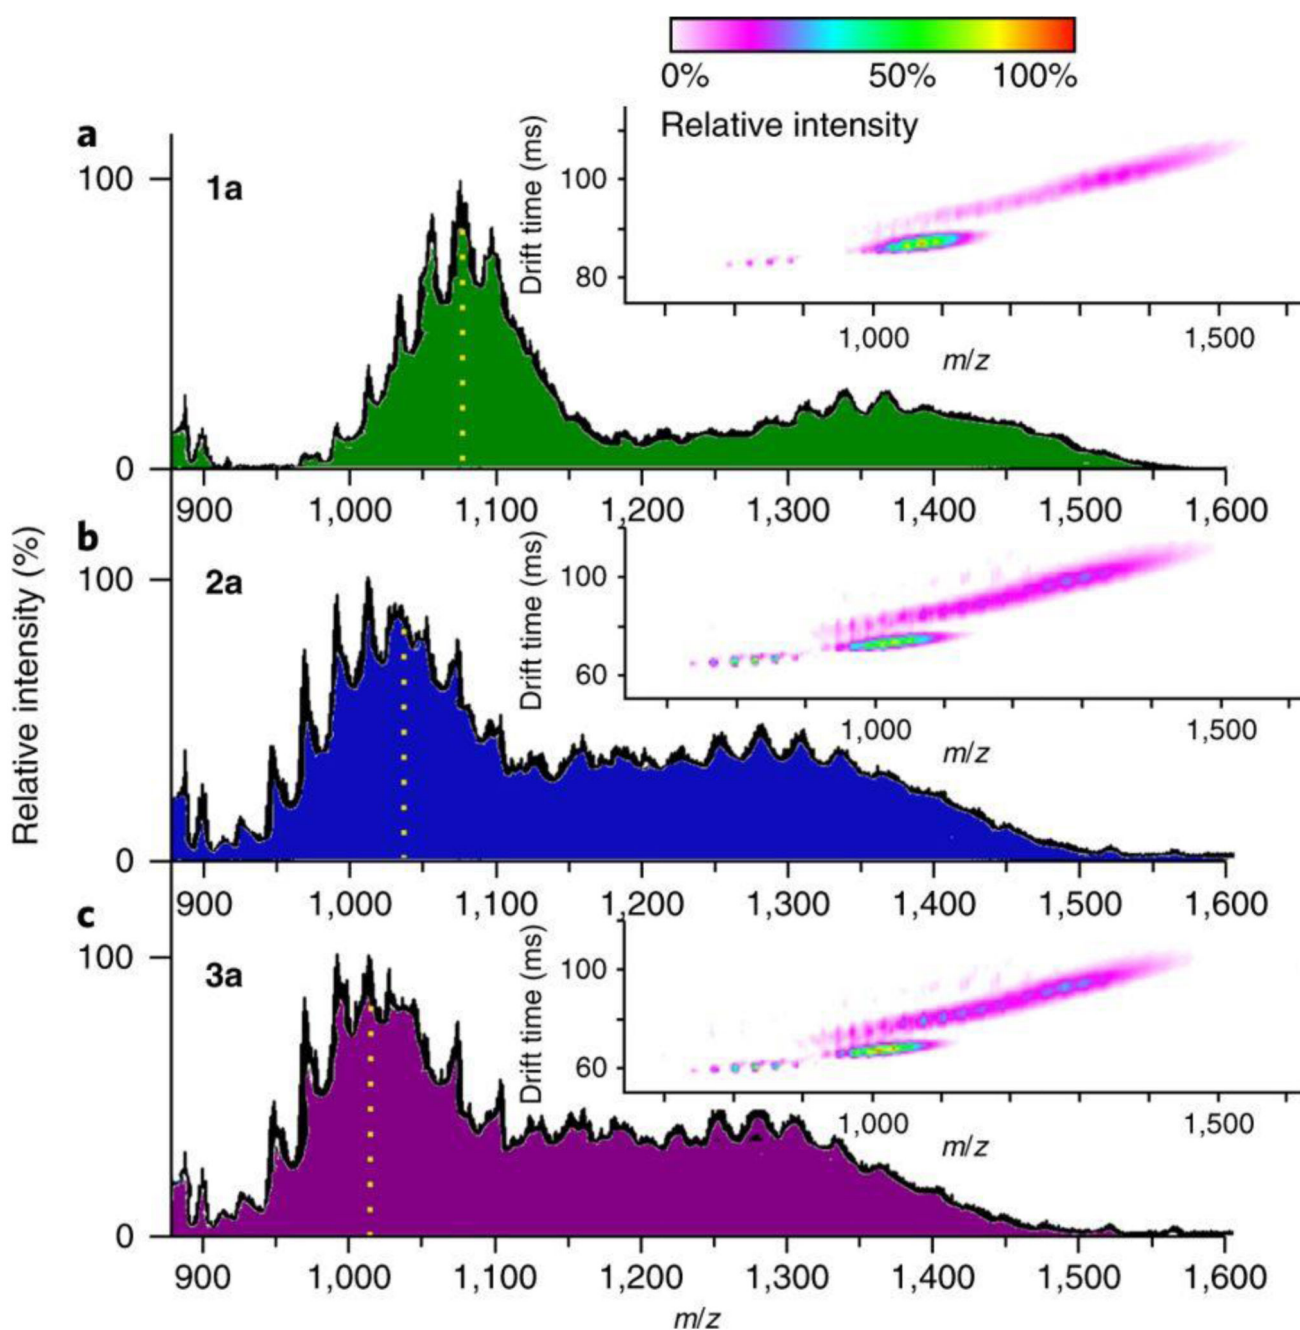 0% 50% 100%
Relative intensity
a
1a
100
0
Drift time (ms)
100
80
1,000 1,500
m/z
900 1,000 1,100 1,200 1,300 1,400 1,500 1,600
b
2a
100
0
Drift time (ms)
100
60
1,000 1,500
m/z
900 1,000 1,100 1,200 1,300 1,400 1,500 1,600
Relative intensity (%)
c
3a
100
0
Drift time (ms)
100
60
1,000 1,500
m/z
900 1,000 1,100 1,200 1,300 1,400 1,500 1,600
m/z